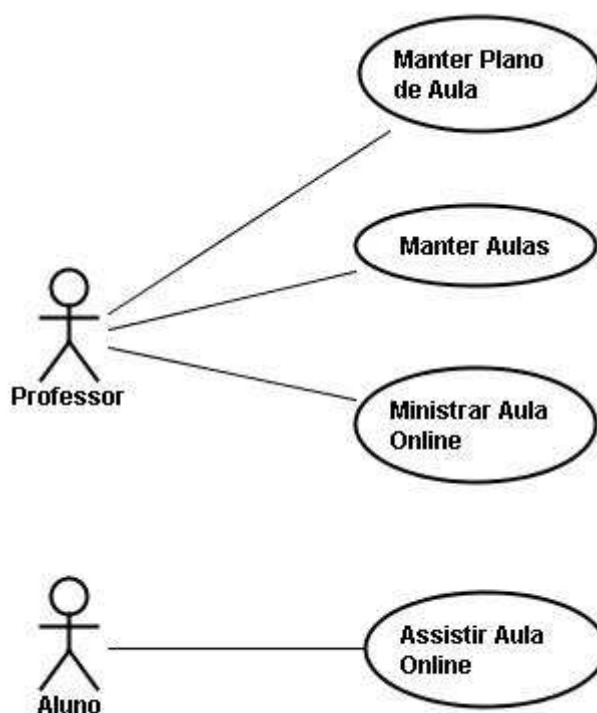 Manter Plano
de Aula
Manter Aulas
Professor
Ministrar Aula
Online
Assistir Aula
Online
Aluno